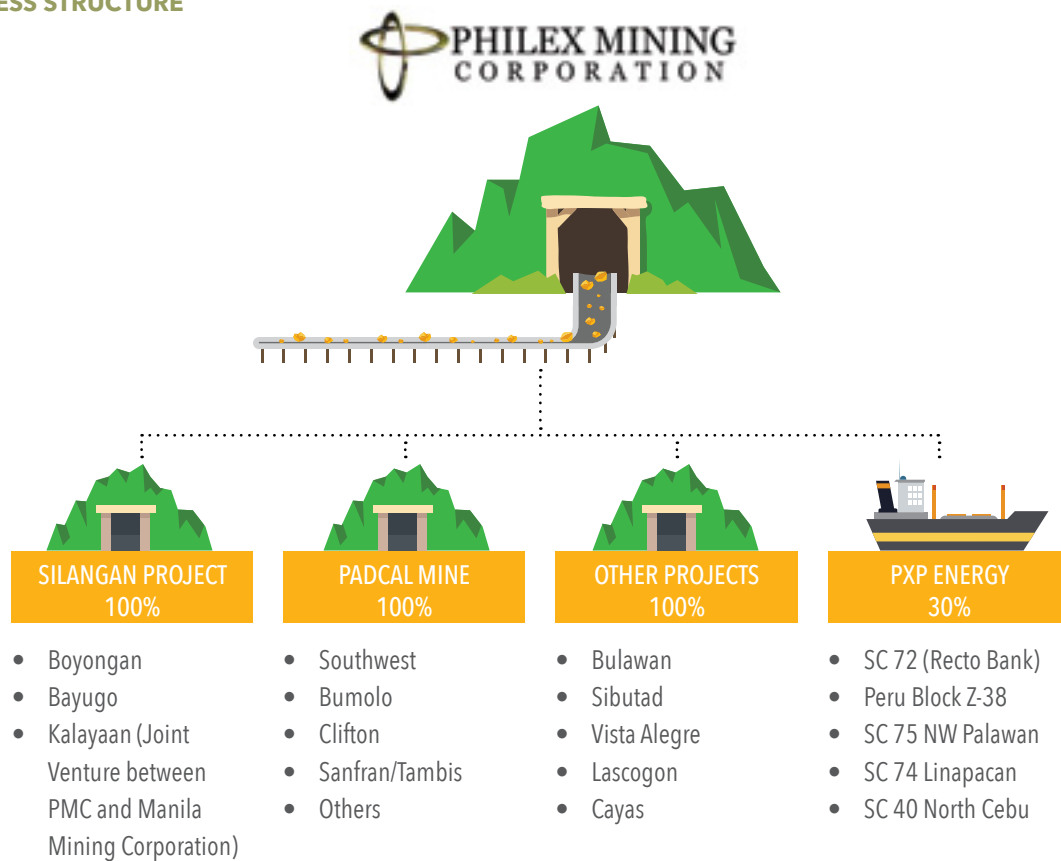 ESS STRUCTURE
PHILEX MINING
CORPORATION
SILANGAN PROJECT
100%
• Boyongan
• Bayugo
• Kalayaan (Joint
Venture between
PMC and Manila
Mining Corporation)
PADCAL MINE
100%
• Southwest
• Bumolo
• Clifton
• Sanfran/Tambis
• Others
OTHER PROJECTS
100%
• Bulawan
• Sibutad
• Vista Alegre
• Lascogon
• Cayas
PXP ENERGY
30%
• SC 72 (Recto Bank)
• Peru Block Z-38
• SC 75 NW Palawan
• SC 74 Linapacan
• SC 40 North Cebu